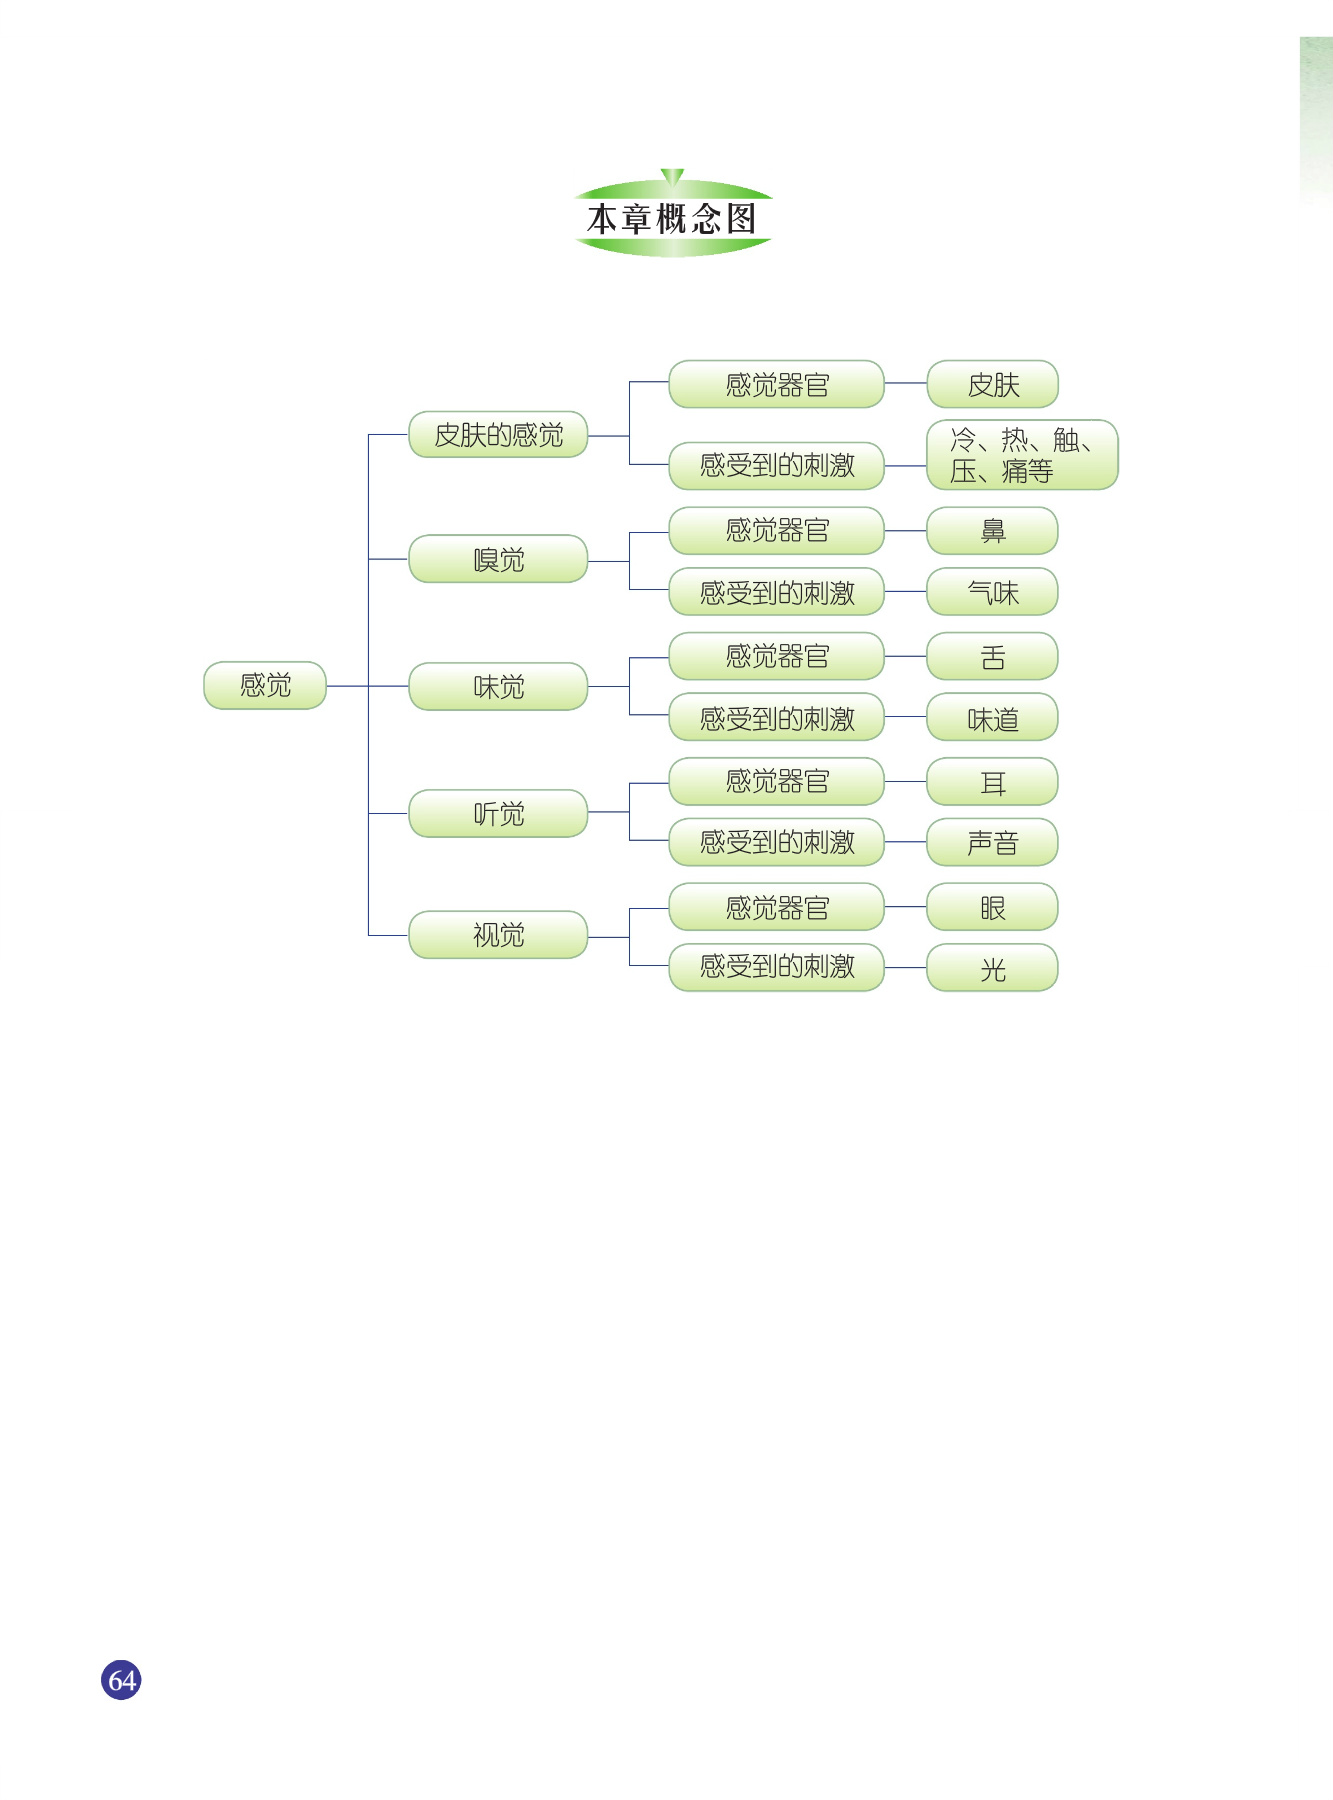 本章概念图
感觉
皮肤的感觉
感觉器官
皮肤
感受到的刺激
冷、热、触、
压、痛等
嗅觉
感觉器官
鼻
感受到的刺激
气味
味觉
感觉器官
舌
感受到的刺激
味道
听觉
感觉器官
耳
感受到的刺激
声音
视觉
感觉器官
眼
感受到的刺激
光
64